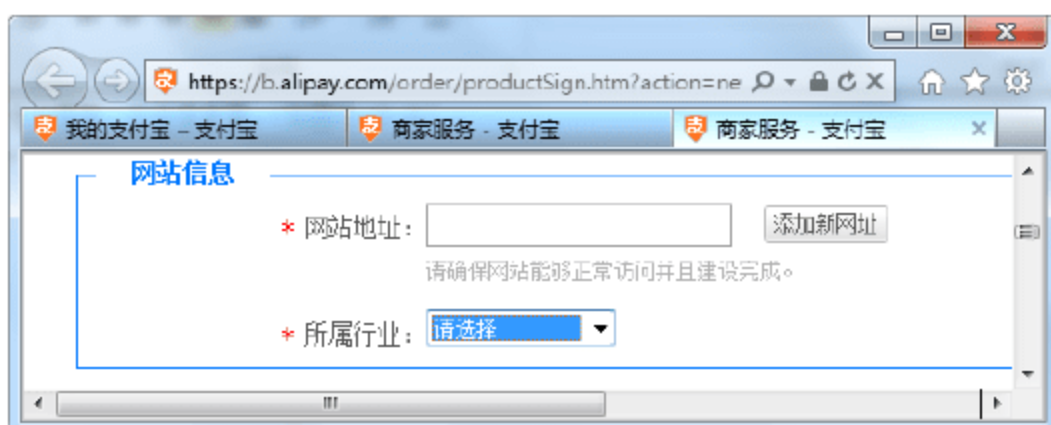 https://b.alipay.com/order/productSign.htm?action=ne
我的支付宝 – 支付宝
商家服务 - 支付宝
商家服务 - 支付宝
网站信息
* 网站地址：
添加新网址
请确保网站能够正常访问并且建设完成。
* 所属行业：
请选择